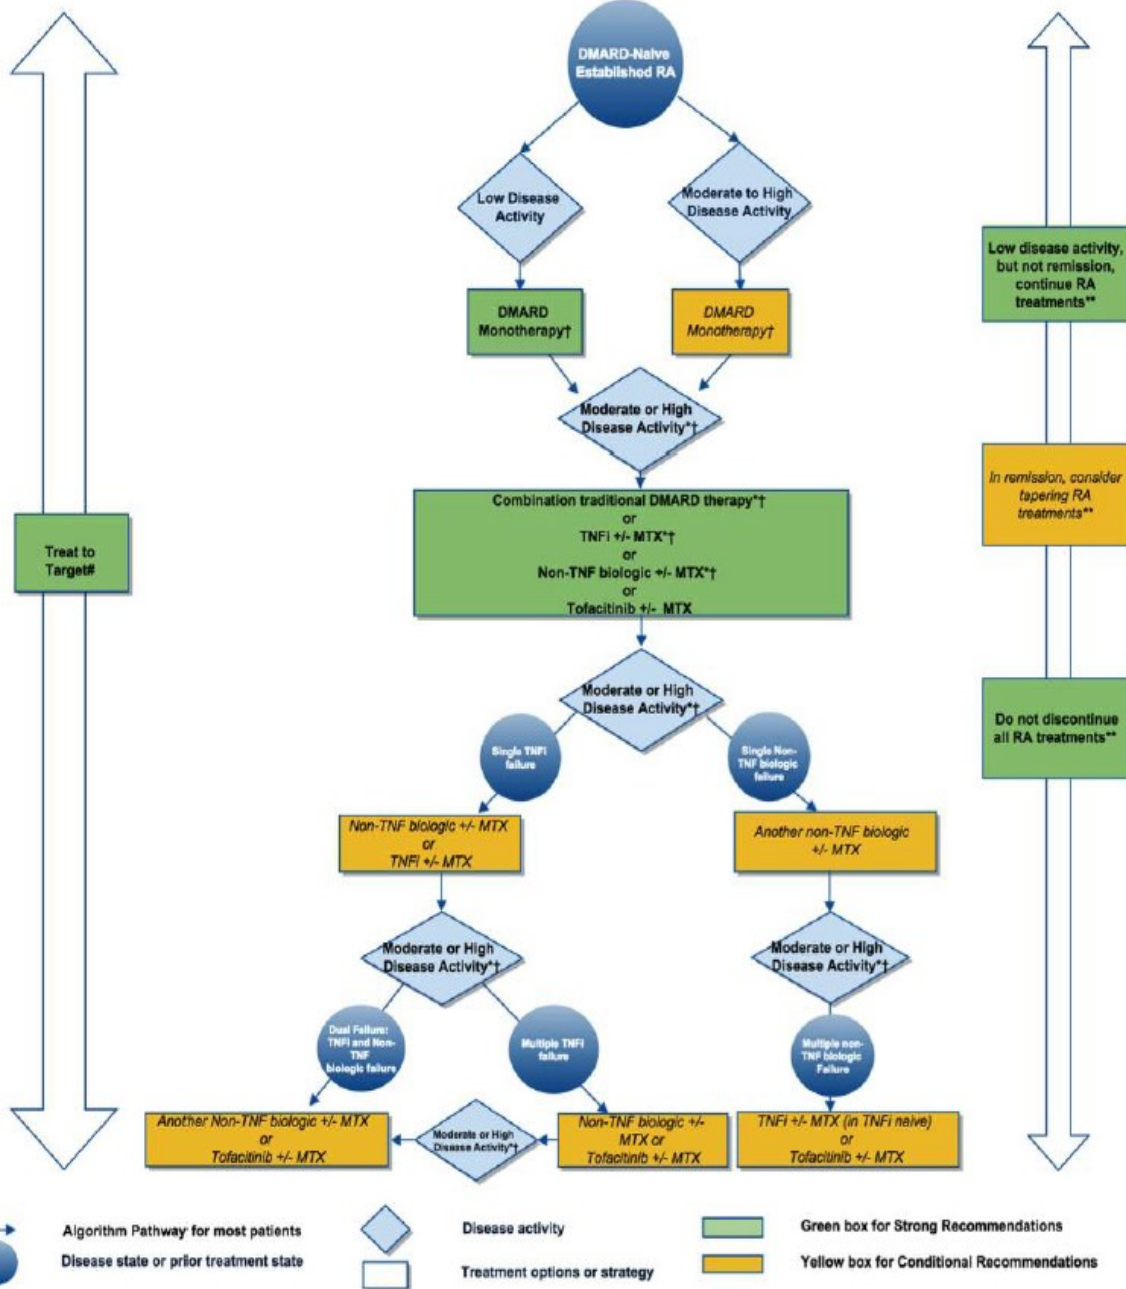 DMARD-Naive
Established RA
Low Disease
Activity
Moderate to High
Disease Activity
DMARD
Monotherapy†
DMARD
Monotherapy†
Moderate or High
Disease Activity*†
Combination traditional DMARD therapy*†
or
TNFi +/- MTX*†
or
Non-TNF biologic +/- MTX*†
or
Tofacitinib +/- MTX
Treat to
Target#
Low disease activity,
but not remission,
continue RA
treatments**
In remission, consider
tapering RA
treatments**
Do not discontinue
all RA treatments**
Moderate or High
Disease Activity*†
Single TNFi
failure
Single Non-
TNF biologic
failure
Non-TNF biologic +/- MTX
or
TNFi +/- MTX
Another non-TNF biologic
+/- MTX
Moderate or High
Disease Activity*†
Moderate or High
Disease Activity*†
Dual Failure:
TNFi and Non-
TNF
biologic failure
Multiple TNFi
failure
Multiple non-
TNF biologic
Failure
Another Non-TNF biologic +/- MTX
or
Tofacitinib +/- MTX
Moderate or High
Disease Activity*†
Non-TNF biologic +/-
MTX or
Tofacitinib +/- MTX
TNFi +/- MTX (in TNFi naive)
or
Tofacitinib +/- MTX
Algorithm Pathway for most patients
Disease activity
Green box for Strong Recommendations
Disease state or prior treatment state
Treatment options or strategy
Yellow box for Conditional Recommendations